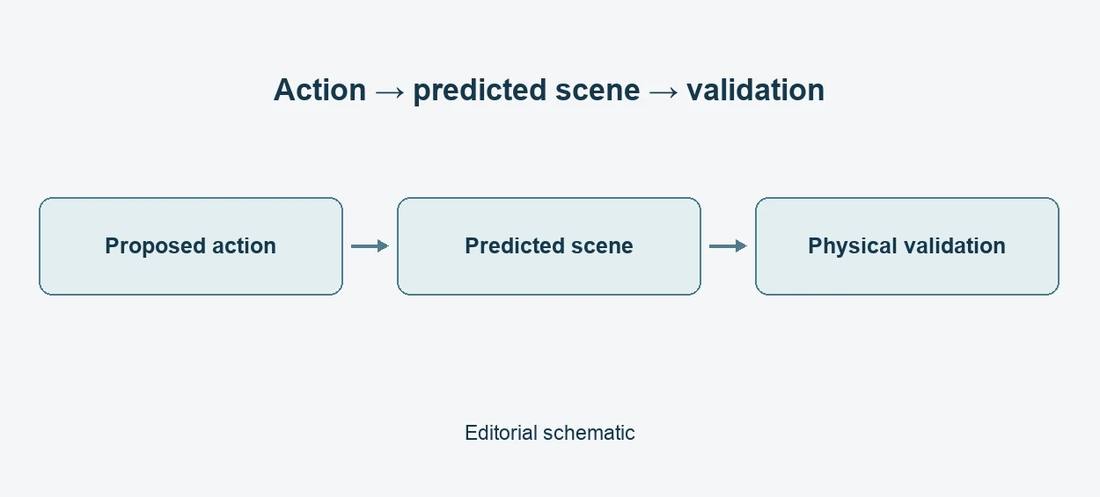 Action → predicted scene → validation
Proposed action
Predicted scene
Physical validation
Editorial schematic